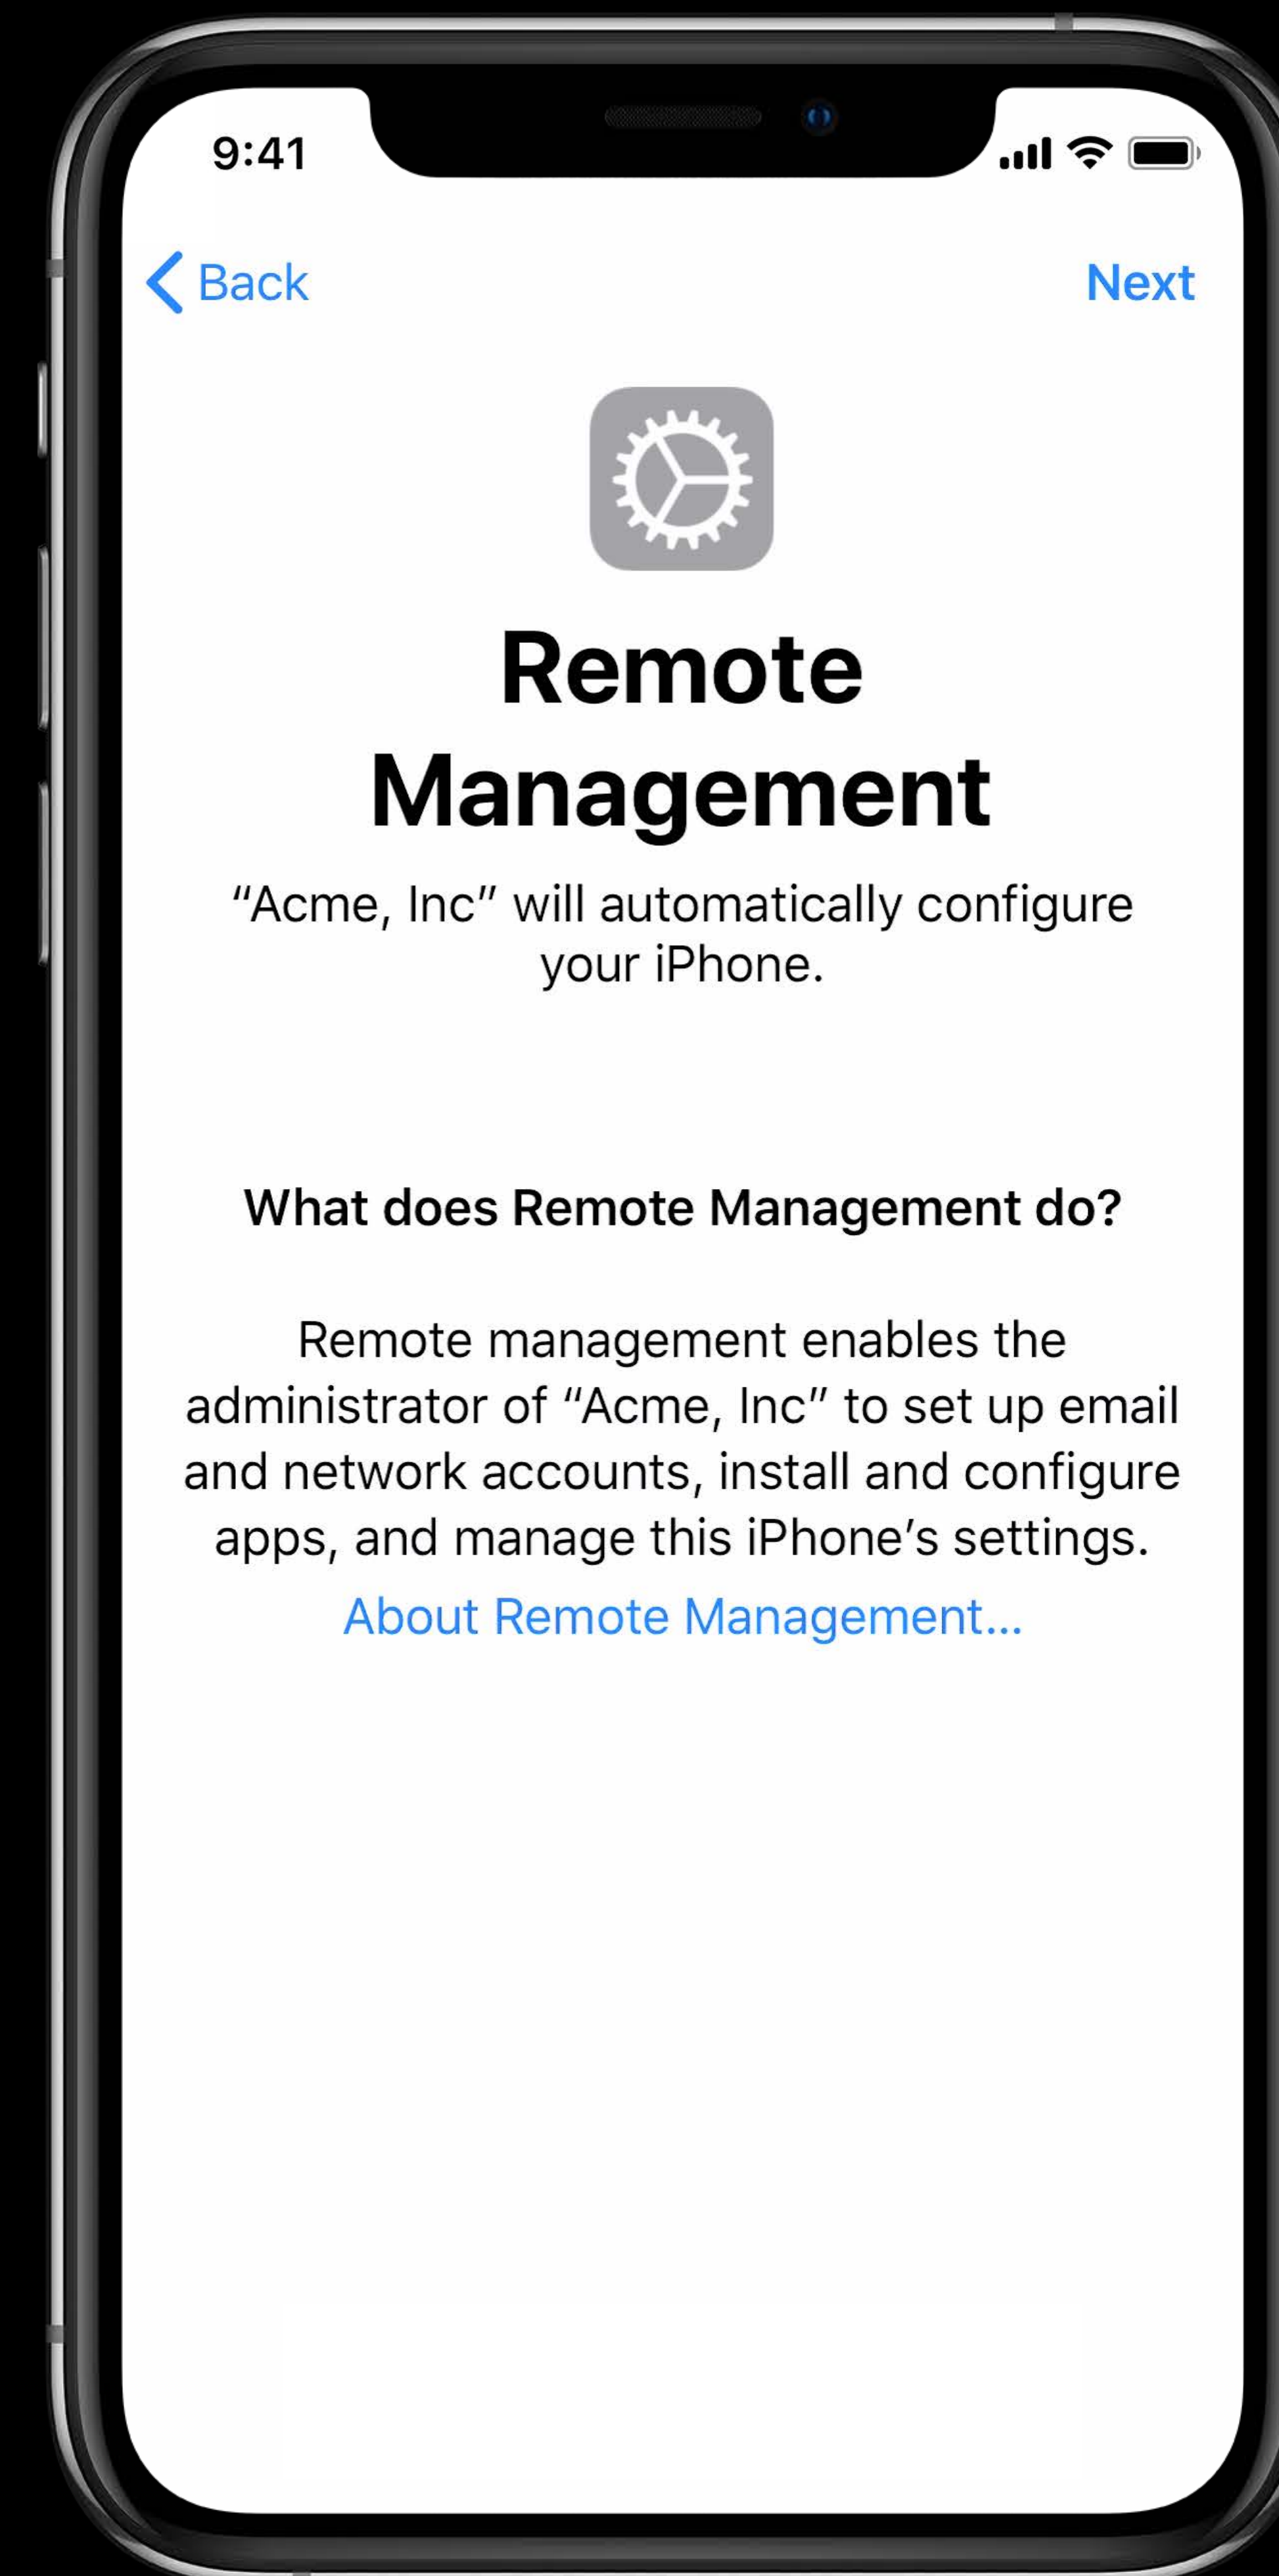 9:41
Back
Next
Remote
Management
“Acme, Inc” will automatically configure
your iPhone.
What does Remote Management do?
Remote management enables the
administrator of “Acme, Inc” to set up email
and network accounts, install and configure
apps, and manage this iPhone’s settings.
About Remote Management...